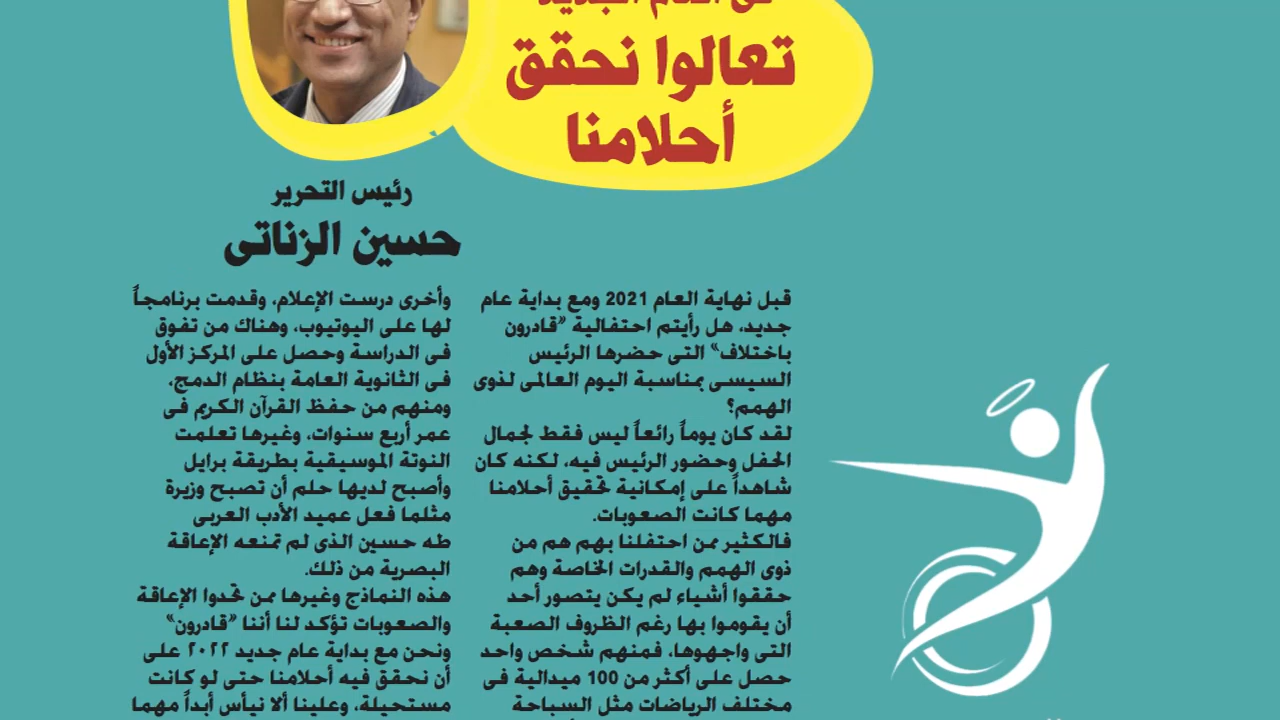 تعالوا نحقق
أحلامنا
رئيس التحرير
حسين الزناتى
قبل نهاية العام 2021 ومع بداية عام
جديد، هل رأيتم احتفالية "قادرون
باختلاف" التى حضرها الرئيس
السيسى بمناسبة اليوم العالمى لذوى
الهمم؟
لقد كان يوماً رائعاً ليس فقط لجمال
الحفل وحضور الرئيس فيه، لكنه كان
شاهداً على إمكانية تحقيق أحلامنا
مهما كانت الصعوبات.
فالكثير ممن احتفلنا بهم هم من
ذوى الهمم والقدرات الخاصة وهم
حققوا أشياء لم يكن يتصور أحد
أن يقوموا بها رغم الظروف الصعبة
التى واجهوها، فمنهم شخص واحد
حصل على أكثر من 100 ميدالية فى
مختلف الرياضات مثل السباحة
وأخرى درست الإعلام، وقدمت برنامجاً
لها على اليوتيوب، وهناك من تفوق
فى الدراسة وحصل على المركز الأول
فى الثانوية العامة بنظام الدمج،
ومنهم من حفظ القرآن الكريم فى
عمر أربع سنوات، وغيرها تعلمت
النوتة الموسيقية بطريقة برايل
وأصبح لديها حلم أن تصبح وزيرة
مثلما فعل عميد الأدب العربى
طه حسين الذى لم تمنعه الإعاقة
البصرية من ذلك.
هذه النماذج وغيرها ممن تحدوا الإعاقة
والصعوبات تؤكد لنا أننا "قادرون"
ونحن مع بداية عام جديد ٢٠٢٢ على
أن نحقق فيه أحلامنا حتى لو كانت
مستحيلة، وعلينا ألا نيأس أبداً مهما